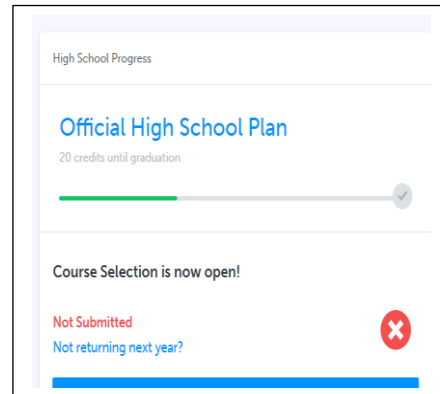 High School Progress
Official High School Plan
20 credits until graduation
Course Selection is now open!
Not Submitted
Not returning next year?